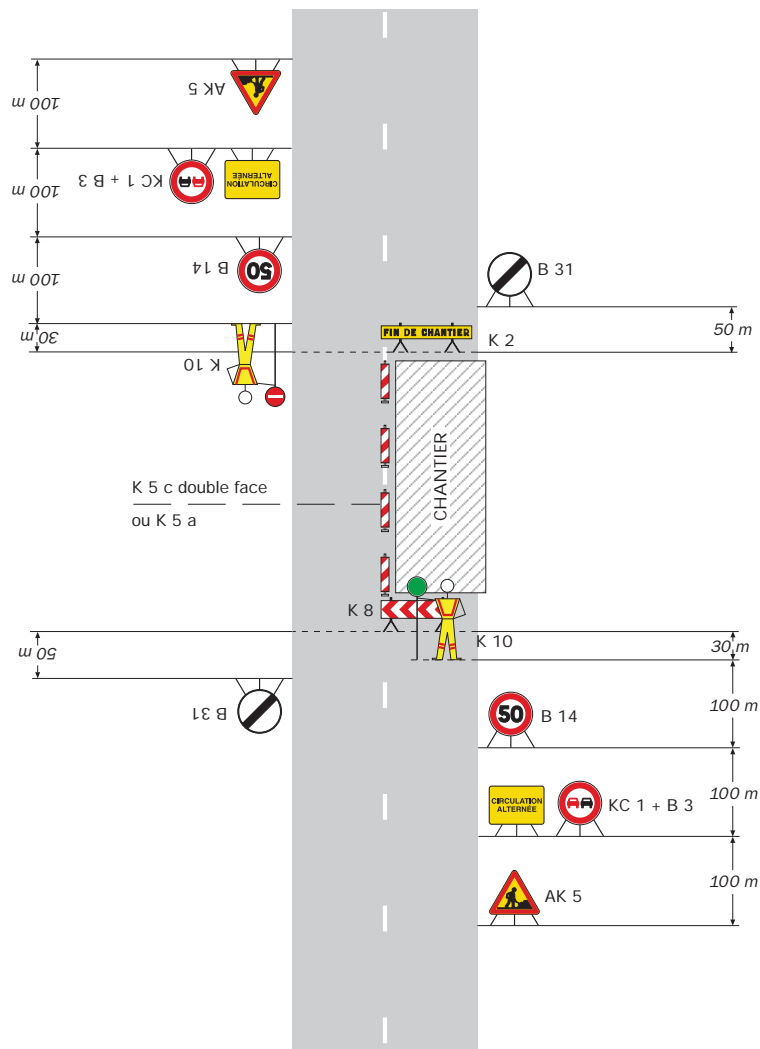 AK 5
100 m
KC 1 + B 3
CIRCULATION
ALTERNÉE
100 m
B 14
50
100 m
B 31
50 m
30 m
FIN DE CHANTIER
K 2
K 10
CHANTIER
K 5 c double face
ou K 5 a
K 8
K 10
30 m
50 m
B 31
50
B 14
100 m
CIRCULATION
ALTERNÉE
KC 1 + B 3
100 m
AK 5
100 m